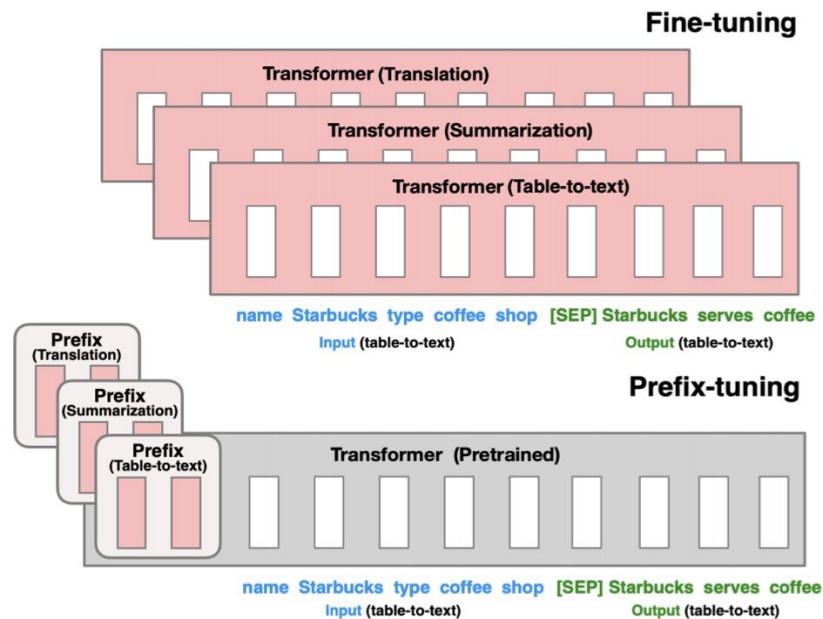 Fine-tuning
Transformer (Translation)
Transformer (Summarization)
Transformer (Table-to-text)
name Starbucks type coffee shop [SEP] Starbucks serves coffee
Input (table-to-text) Output (table-to-text)
Prefix-tuning
Prefix
(Translation)
Prefix
(Summarization)
Prefix
(Table-to-text)
Transformer (Pretrained)
name Starbucks type coffee shop [SEP] Starbucks serves coffee
Input (table-to-text) Output (table-to-text)